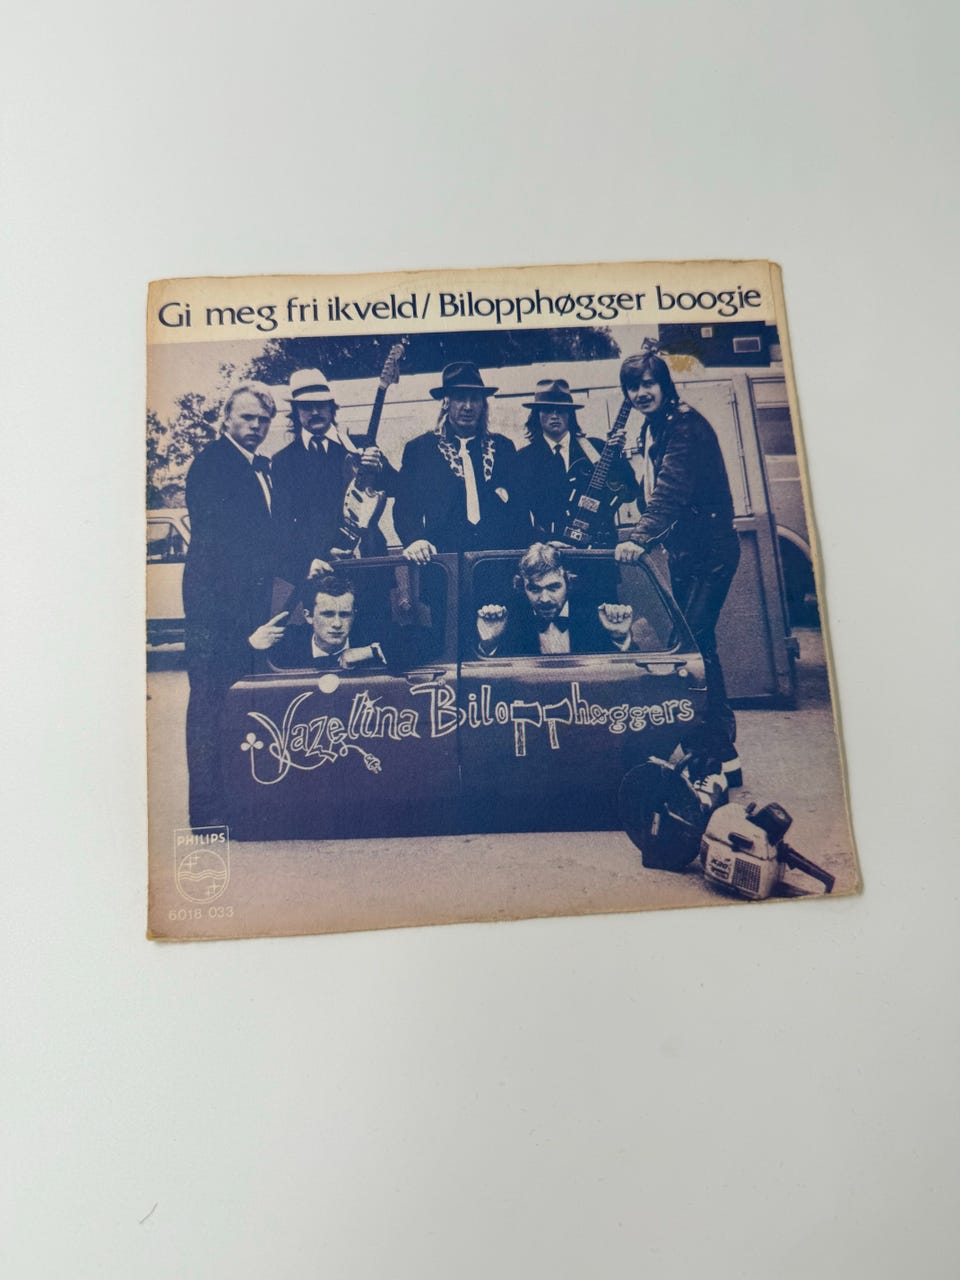 Gi meg fri ikveld/Bilopphøgger boogie
Vazelina Bilopphøggers
PHILIPS
6018 033